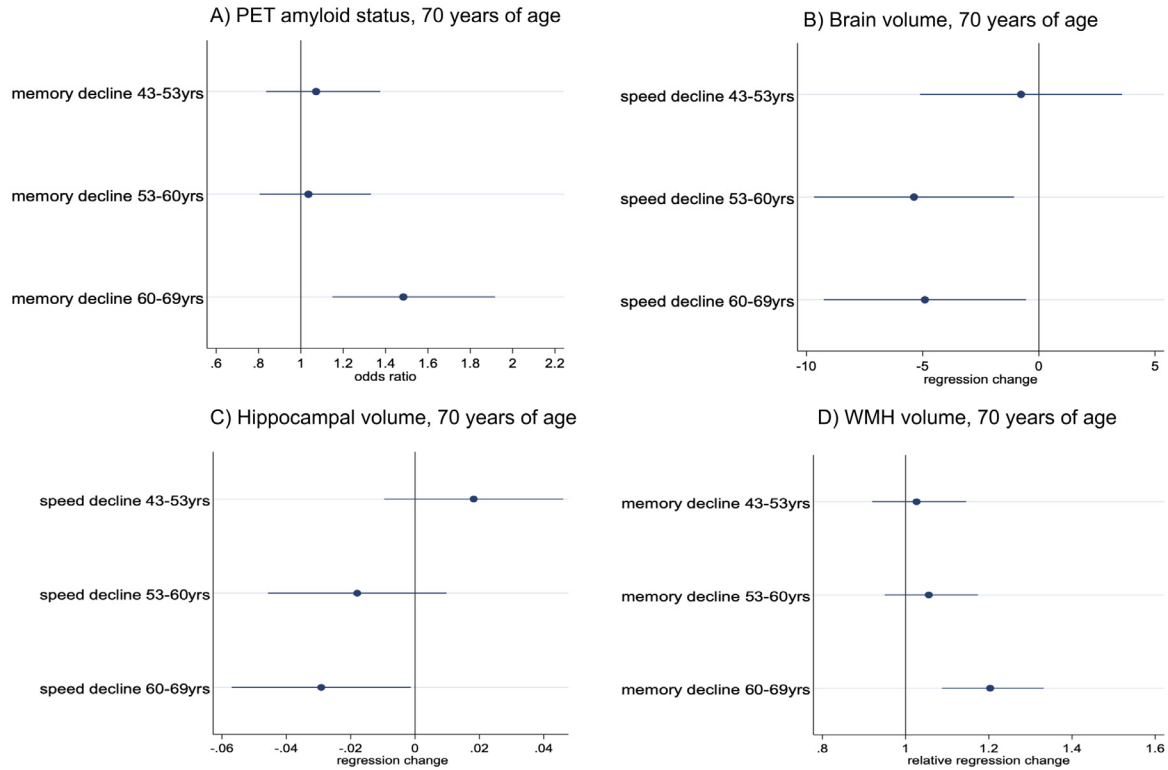 A) PET amyloid status, 70 years of age
memory decline 43-53yrs
memory decline 53-60yrs
memory decline 60-69yrs
.6 .8 1 1.2 1.4 1.6 1.8 2 2.2
odds ratio
B) Brain volume, 70 years of age
speed decline 43-53yrs
speed decline 53-60yrs
speed decline 60-69yrs
-10 -5 0 5
regression change
C) Hippocampal volume, 70 years of age
speed decline 43-53yrs
speed decline 53-60yrs
speed decline 60-69yrs
-.06 -.04 -.02 0 .02 .04
regression change
D) WMH volume, 70 years of age
memory decline 43-53yrs
memory decline 53-60yrs
memory decline 60-69yrs
.8 1 1.2 1.4 1.6
relative regression change